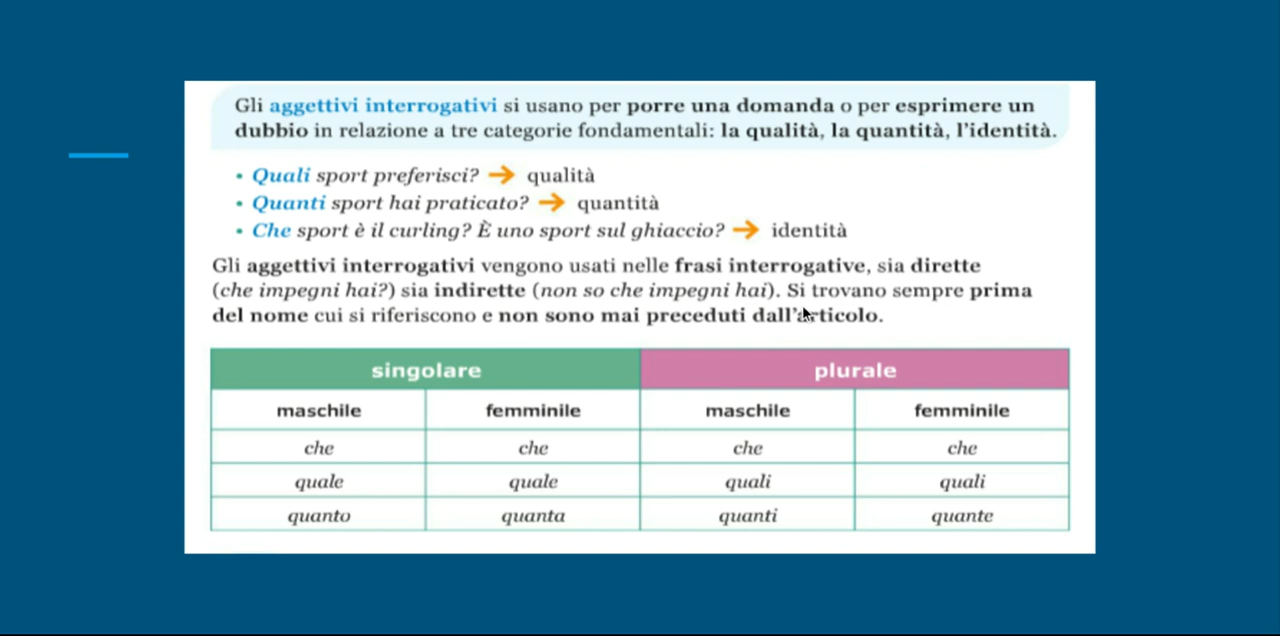 Gli aggettivi interrogativi si usano per porre una domanda o per esprimere un
dubbio in relazione a tre categorie fondamentali: la qualità, la quantità, l'identità.
• Quali sport preferisci? → qualità
• Quanti sport hai praticato? → quantità
• Che sport è il curling? È uno sport sul ghiaccio? → identità
Gli aggettivi interrogativi vengono usati nelle frasi interrogative, sia dirette
(che impegni hai?) sia indirette (non so che impegni hai). Si trovano sempre prima
del nome cui si riferiscono e non sono mai preceduti dall'articolo.
singolare plurale
maschile femminile maschile femminile
che che che che
quale quale quali quali
quanto quanta quanti quante